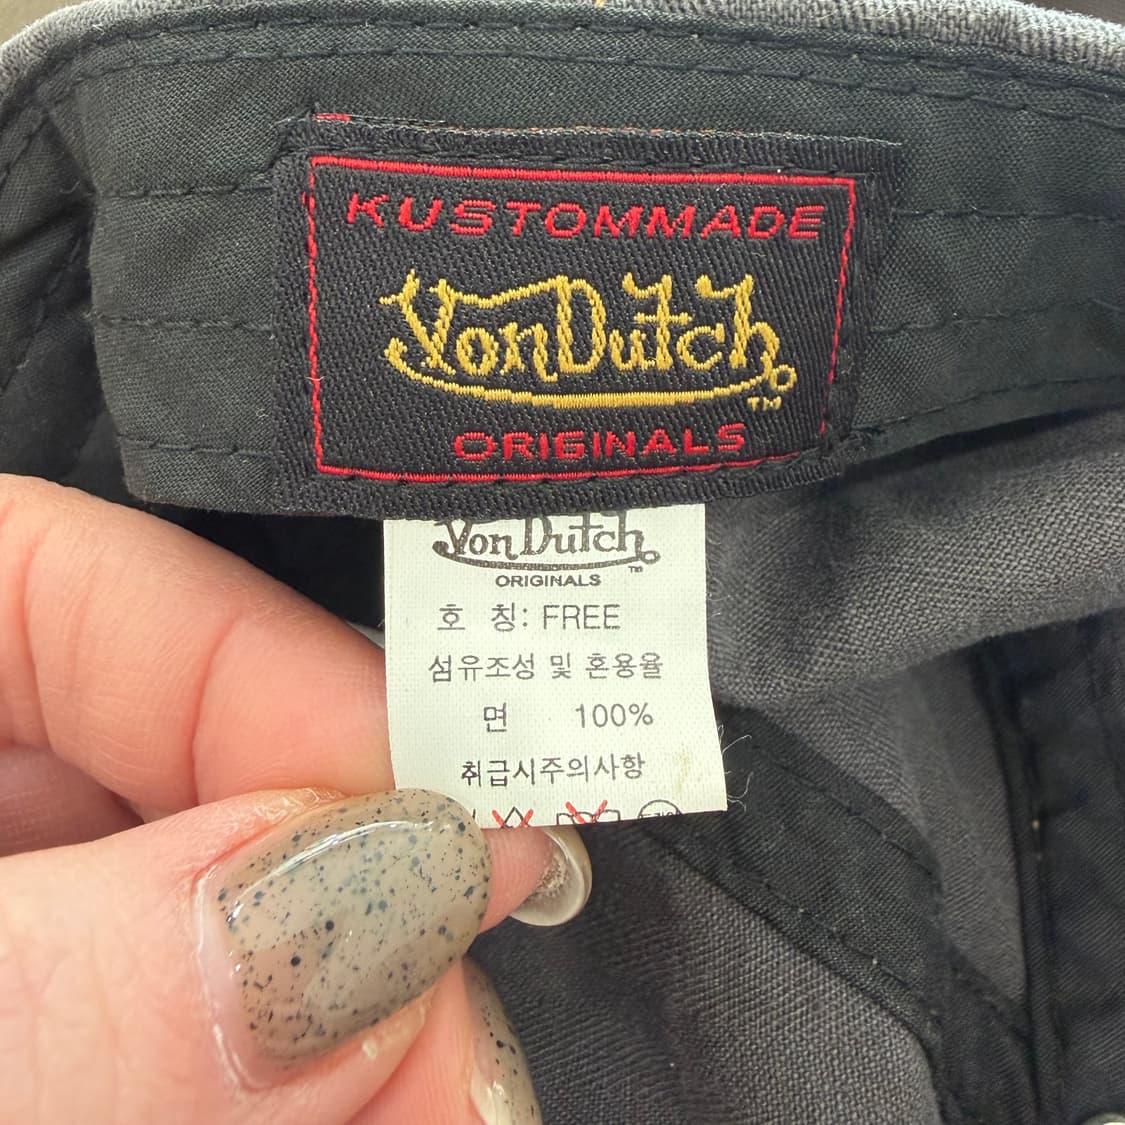 KUSTOMMADE
VonDutch
TM
ORIGINALS
VonDutch
TM
ORIGINALS
호 칭: FREE
섬유조성 및 혼용율
면 100%
취급시주의사항